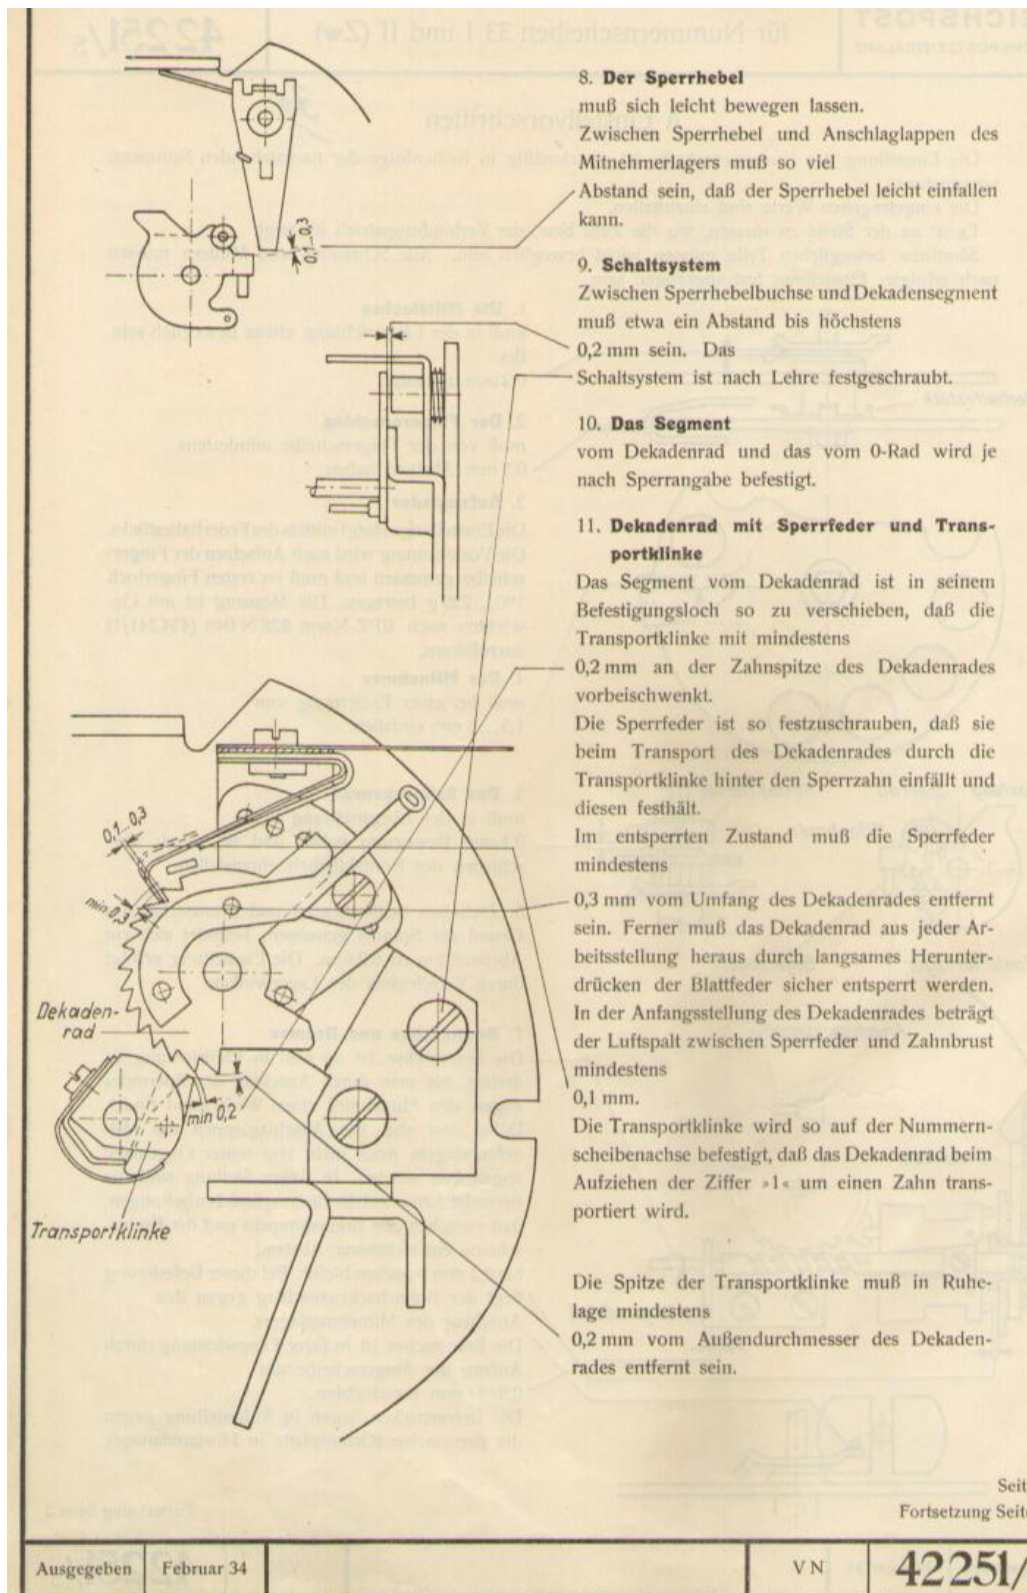 8. Der Sperrhebel
muß sich leicht bewegen lassen.
Zwischen Sperrhebel und Anschlaglappen des
Mitnehmerlagers muß so viel
Abstand sein, daß der Sperrhebel leicht einfallen
kann.
0,1...0,3
9. Schaltsystem
Zwischen Sperrhebelbuchse und Dekadensegment
muß etwa ein Abstand bis höchstens
0,2 mm sein. Das
Schaltsystem ist nach Lehre festgeschraubt.
10. Das Segment
vom Dekadenrad und das vom 0-Rad wird je
nach Sperrangabe befestigt.
11. Dekadenrad mit Sperrfeder und Trans-
portklinke
Das Segment vom Dekadenrad ist in seinem
Befestigungsloch so zu verschieben, daß die
Transportklinke mit mindestens
0,2 mm an der Zahnspitze des Dekadenrades
vorbeischwenkt.
Die Sperrfeder ist so festzuschrauben, daß sie
beim Transport des Dekadenrades durch die
Transportklinke hinter den Sperrzahn einfällt und
diesen festhält.
Im entsperrten Zustand muß die Sperrfeder
mindestens
0,3 mm vom Umfang des Dekadenrades entfernt
sein. Ferner muß das Dekadenrad aus jeder Ar-
beitsstellung heraus durch langsames Herunter-
drücken der Blattfeder sicher entsperrt werden.
In der Anfangsstellung des Dekadenrades beträgt
der Luftspalt zwischen Sperrfeder und Zahnbrust
mindestens
0,1 mm.
Die Transportklinke wird so auf der Nummern-
scheibenachse befestigt, daß das Dekadenrad beim
Aufziehen der Ziffer »1« um einen Zahn trans-
portiert wird.
Die Spitze der Transportklinke muß in Ruhe-
lage mindestens
0,2 mm vom Außendurchmesser des Dekaden-
rades entfernt sein.
0,1...0,3
min 0,3
Dekaden-
rad
min 0,2
Transportklinke
Seit
Fortsetzung Seite
Ausgegeben Februar 34 VN 42251/